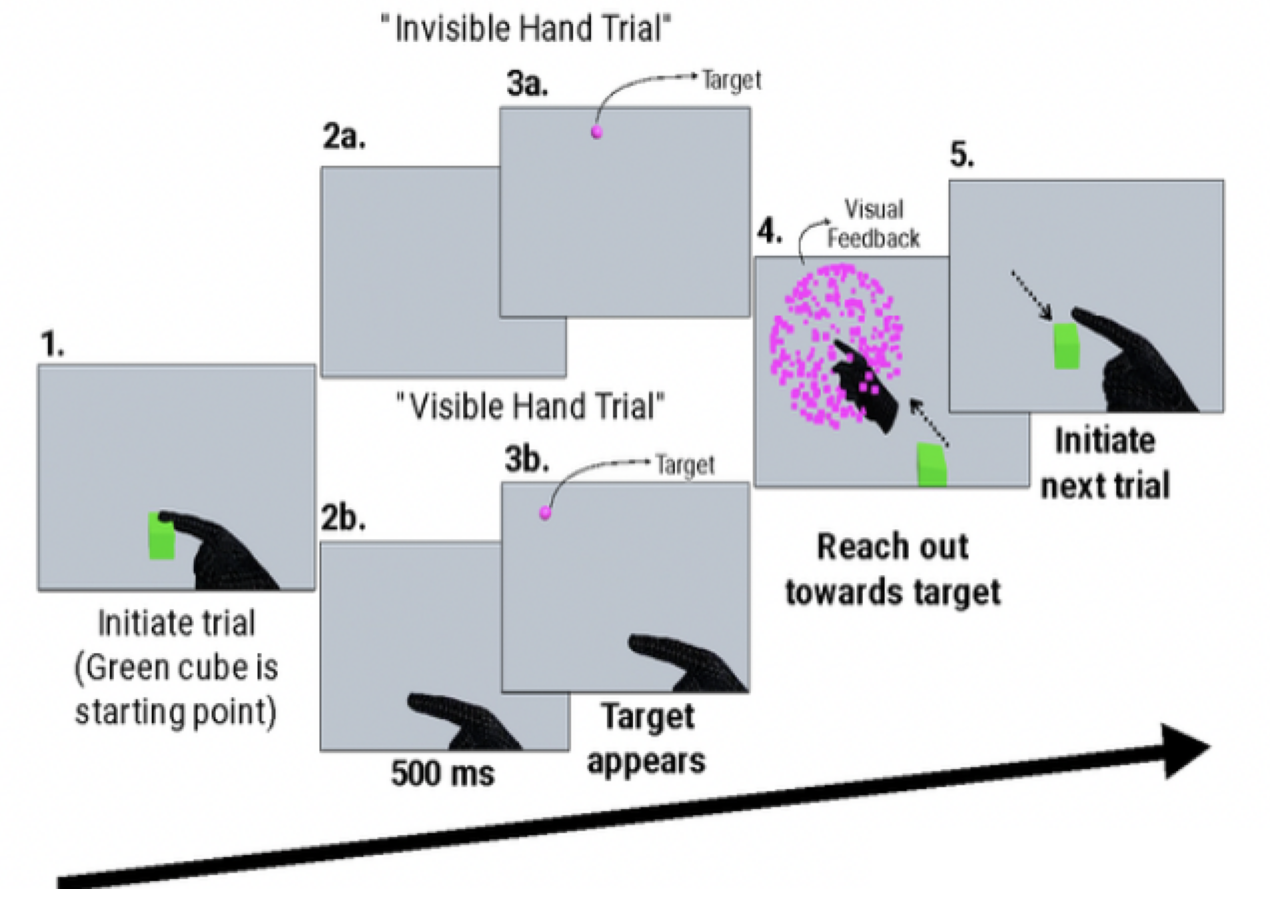 "Invisible Hand Trial"
3a.
Target
2a.
5.
4.
Visual
Feedback
1.
"Visible Hand Trial"
3b.
Target
2b.
Initiate
next trial
Reach out
towards target
Initiate trial
(Green cube is
starting point)
Target
appears
500 ms